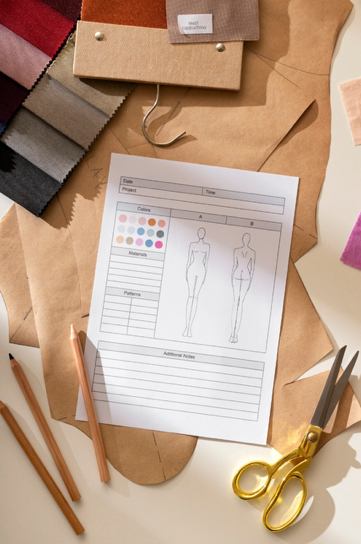 Date
Project Time
Colors A B
Materials
Patterns
Additional Notes